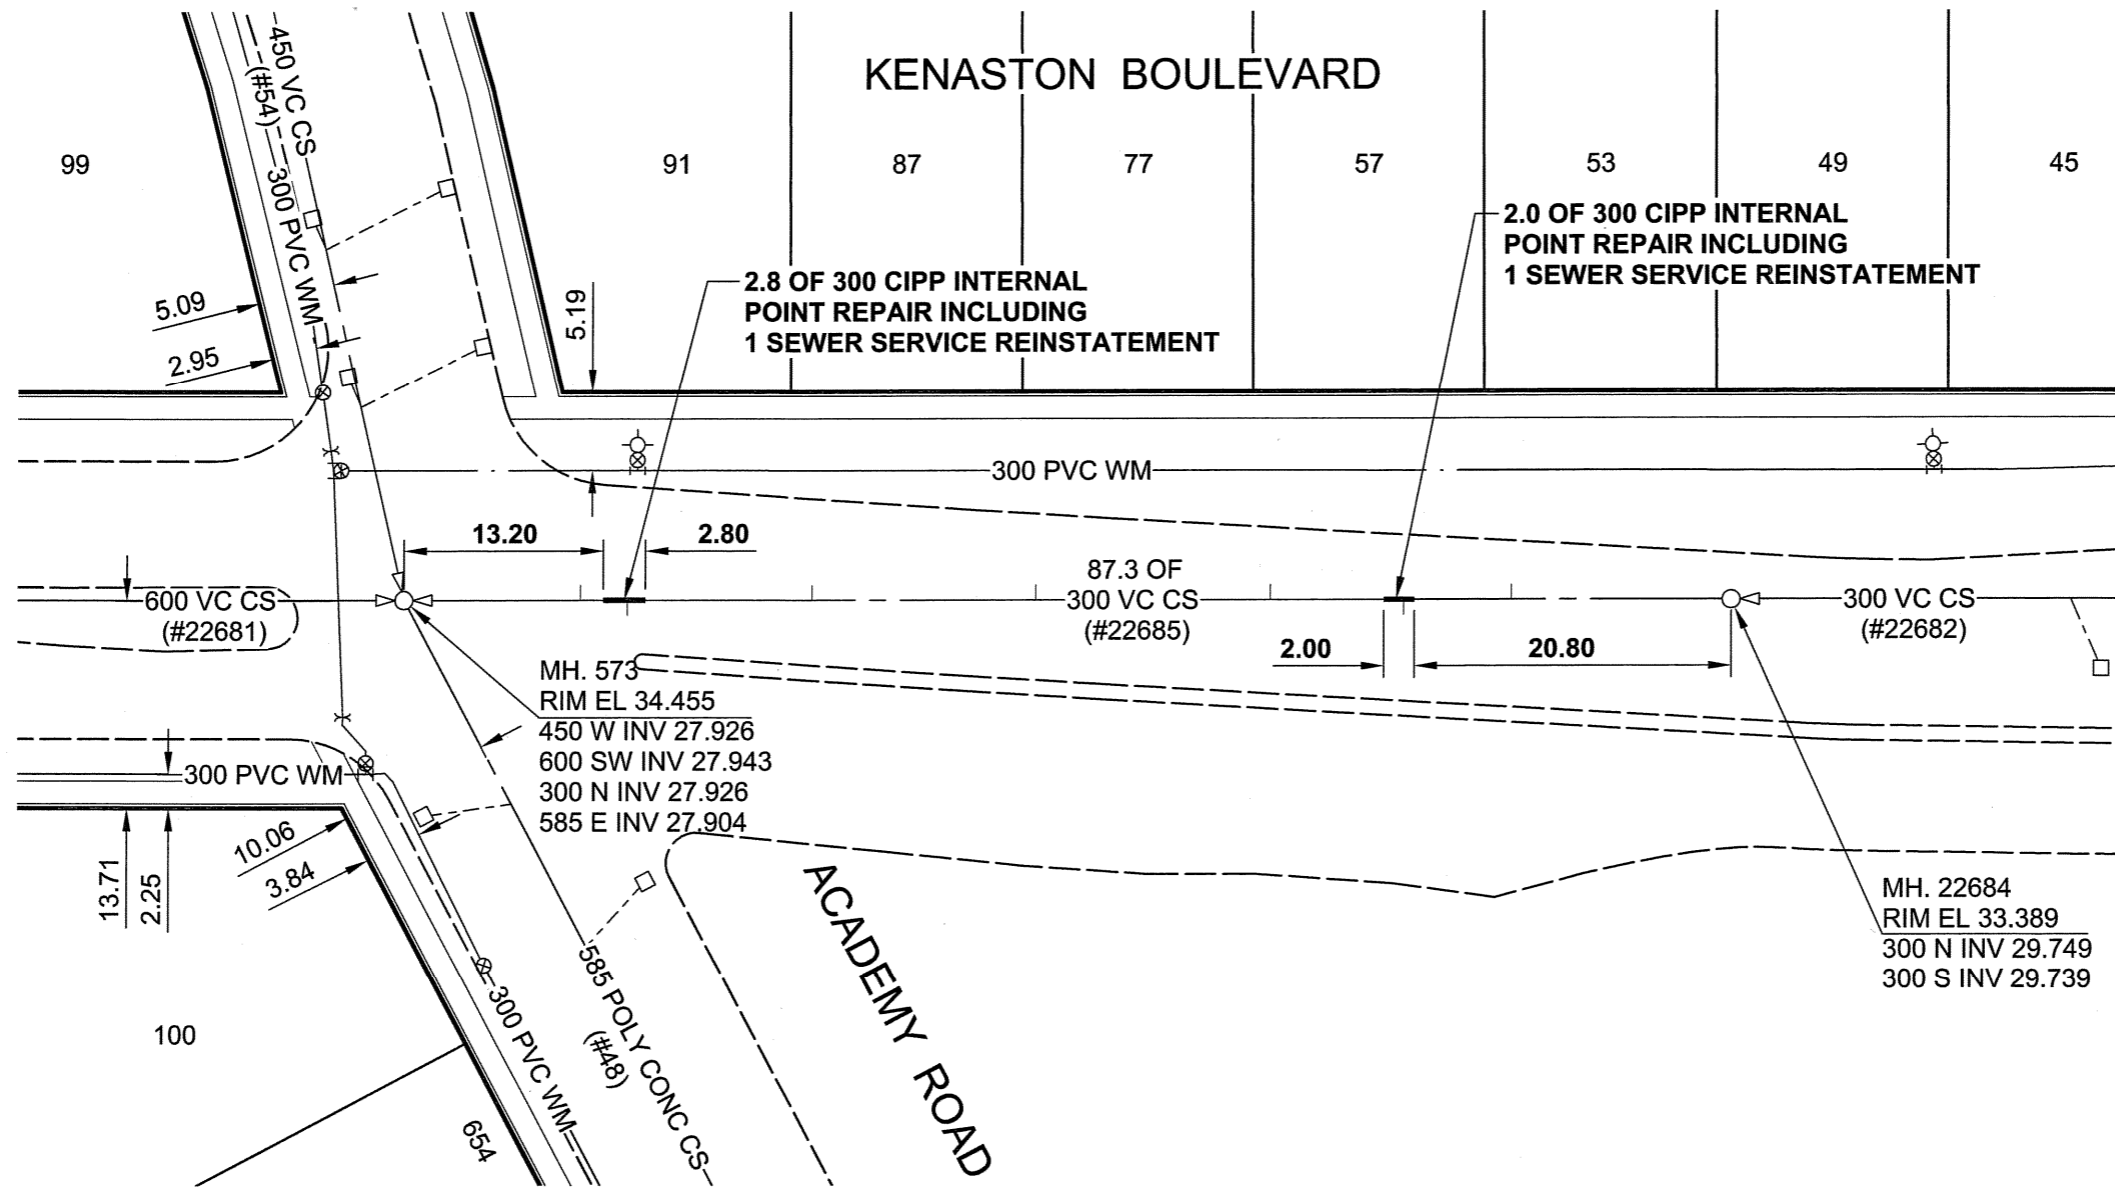 KENASTON BOULEVARD
450 VC CS
(#54)
300 PVC WM
99
91
87
77
57
53
49
45
2.0 OF 300 CIPP INTERNAL
POINT REPAIR INCLUDING
1 SEWER SERVICE REINSTATEMENT
2.8 OF 300 CIPP INTERNAL
POINT REPAIR INCLUDING
1 SEWER SERVICE REINSTATEMENT
5.09
2.95
5.19
300 PVC WM
13.20
2.80
87.3 OF
300 VC CS
(#22685)
600 VC CS
(#22681)
300 VC CS
(#22682)
2.00
20.80
MH. 573
RIM EL 34.455
450 W INV 27.926
600 SW INV 27.943
300 N INV 27.926
585 E INV 27.904
300 PVC WM
13.71
2.25
10.06
3.84
MH. 22684
RIM EL 33.389
300 N INV 29.749
300 S INV 29.739
ACADEMY ROAD
585 POLY CONC CS
(#48)
300 PVC WM
100
654